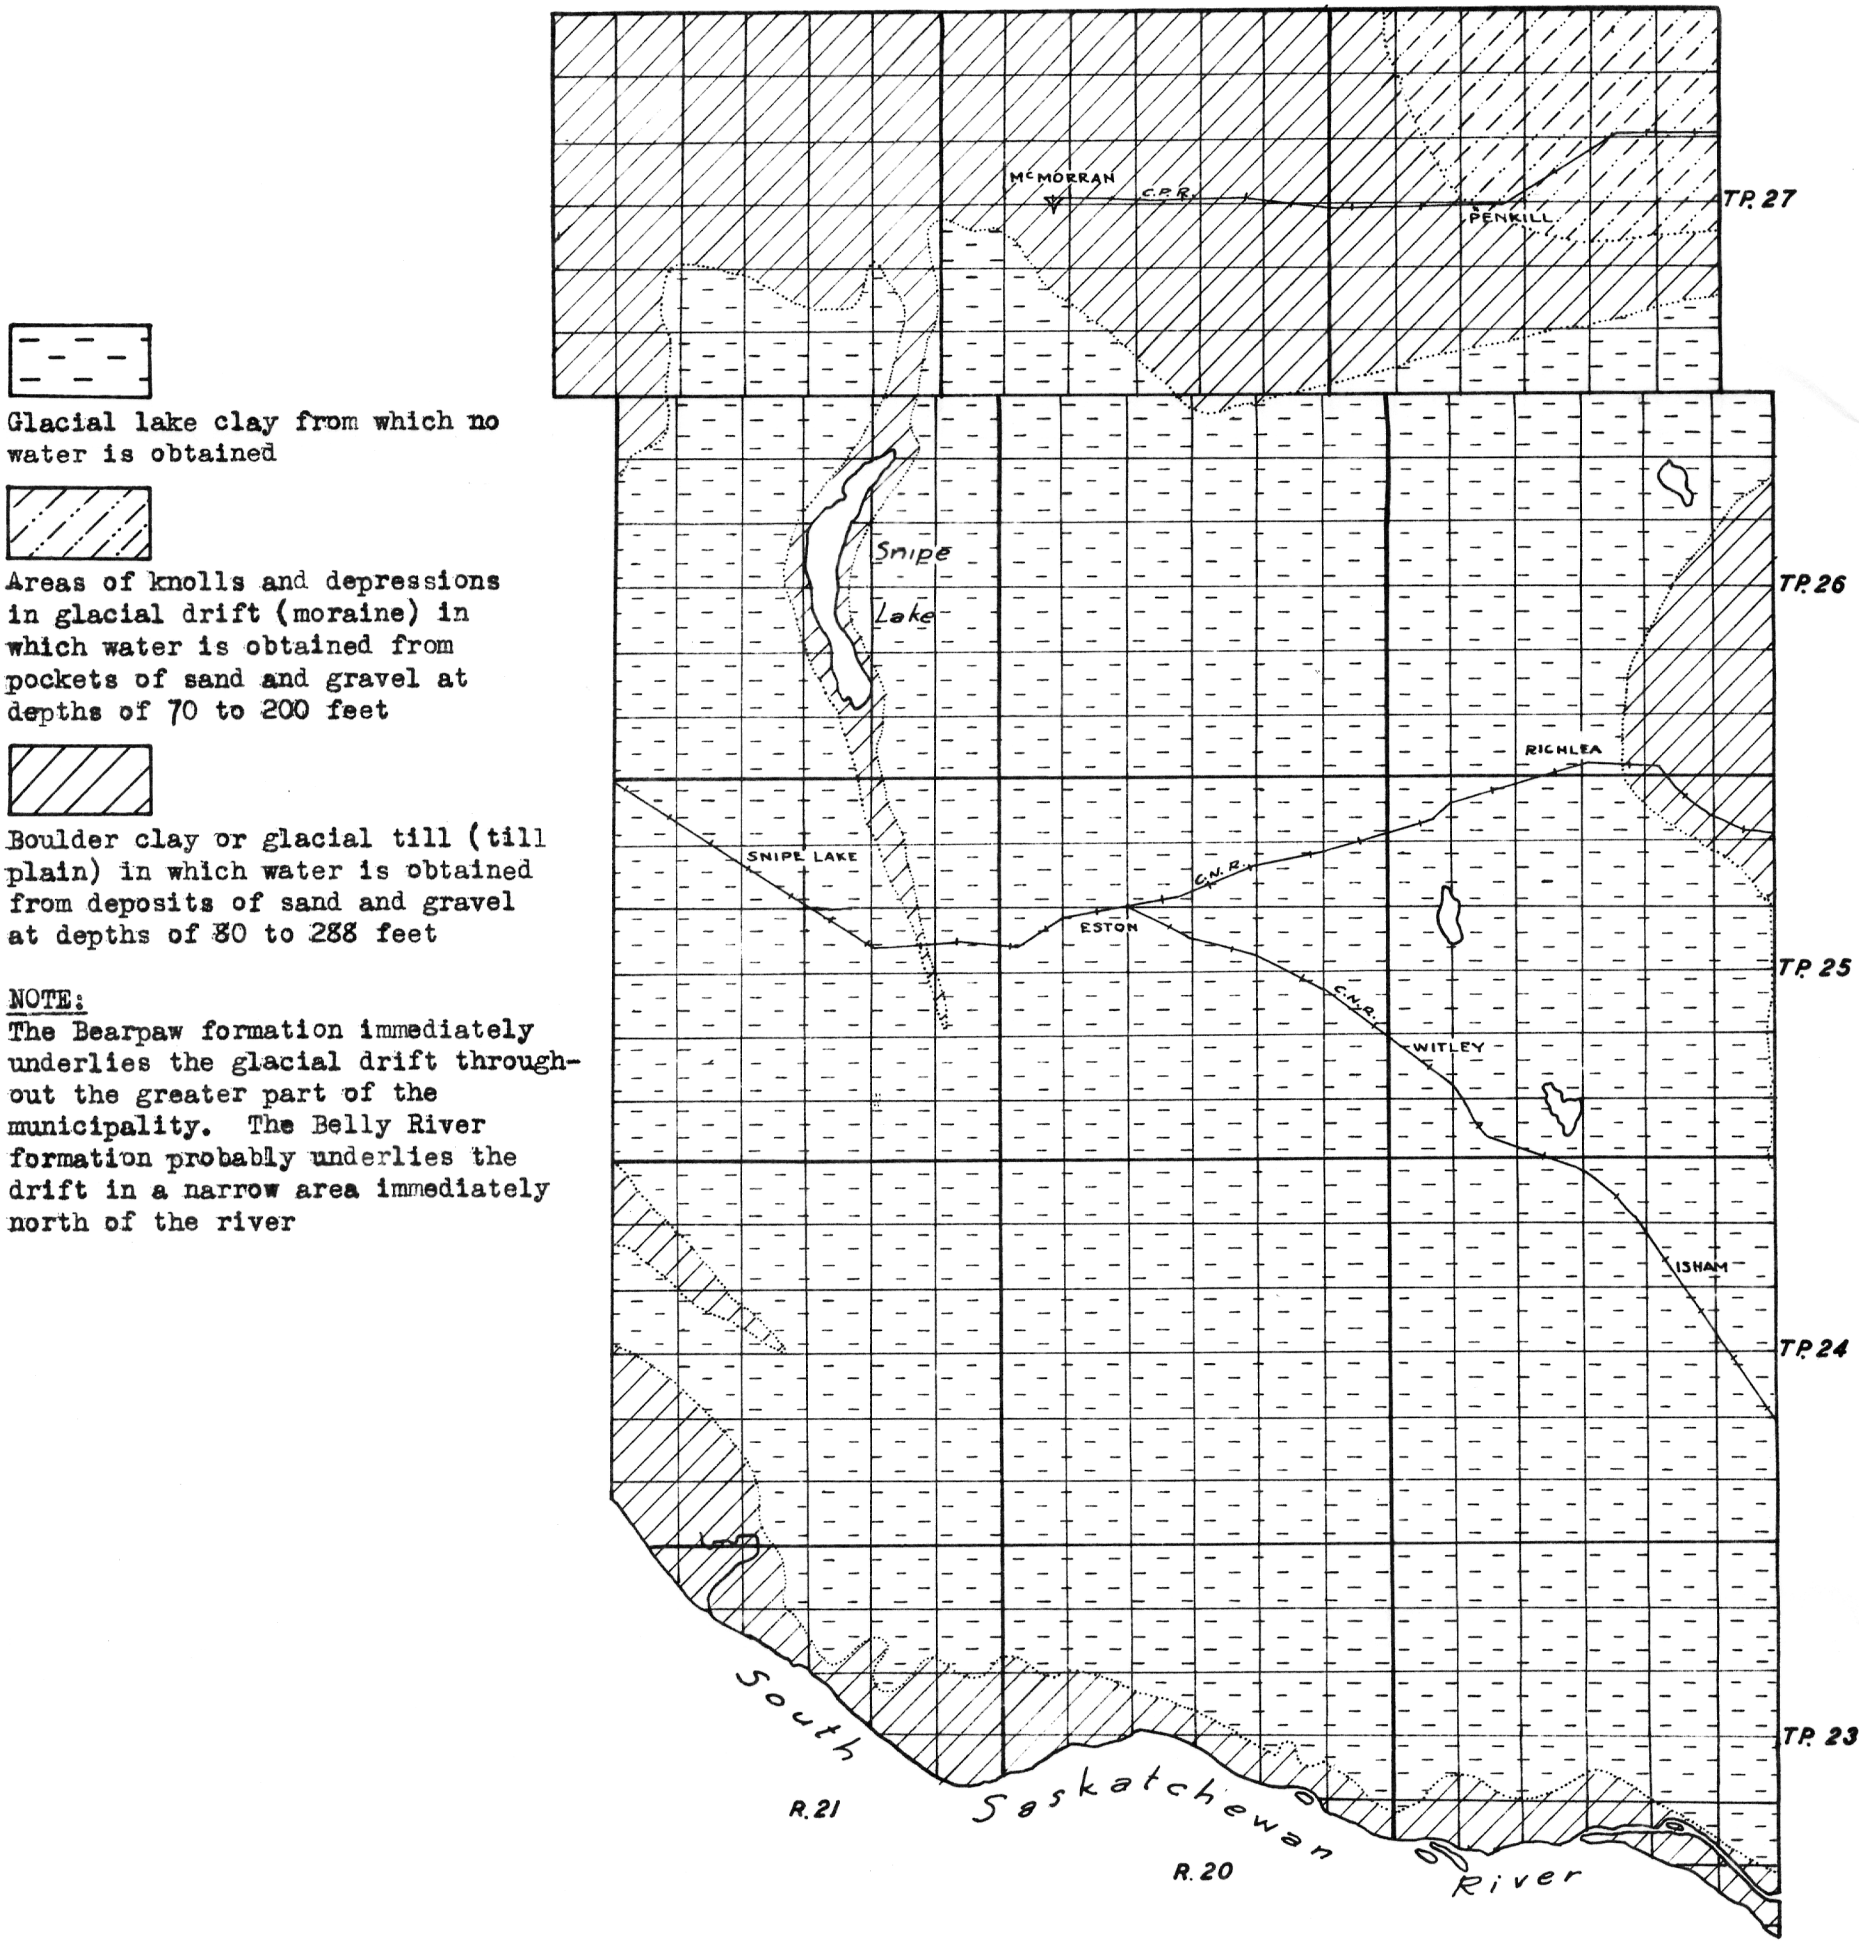 Glacial lake clay from which no
water is obtained
Areas of knolls and depressions
in glacial drift (moraine) in
which water is obtained from
pockets of sand and gravel at
depths of 70 to 200 feet
Boulder clay or glacial till (till
plain) in which water is obtained
from deposits of sand and gravel
at depths of 80 to 288 feet
NOTE:
The Bearpaw formation immediately
underlies the glacial drift through-
out the greater part of the
municipality. The Belly River
formation probably underlies the
drift in a narrow area immediately
north of the river
McMORRAN
C.P.R.
PENKILL
TP. 27
Snipe
Lake
TP. 26
RICHLEA
SNIPE LAKE
C.N.R.
ESTON
TP. 25
C.N.R.
WITLEY
ISHAM
TP. 24
TP. 23
South
Saskatchewan
River
R. 21
R. 20